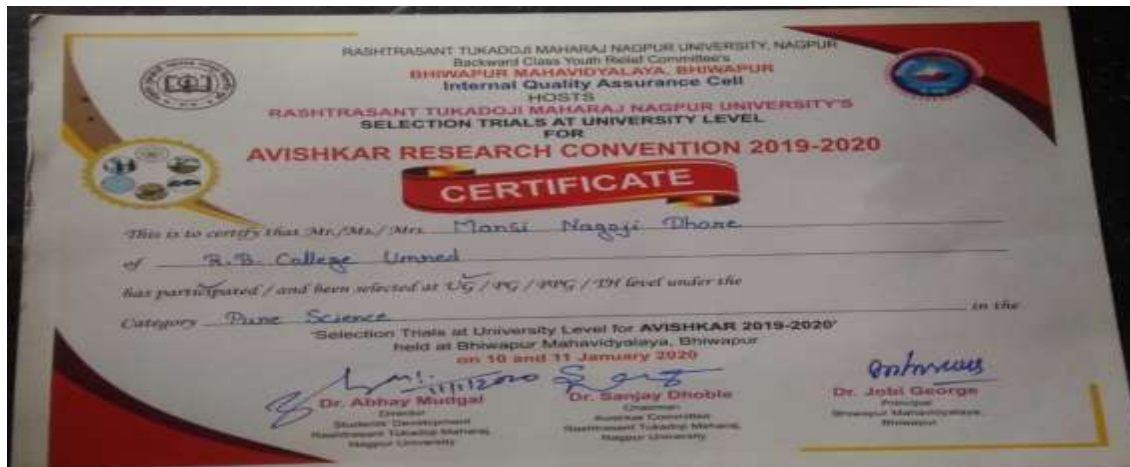 RASHTRASANT TUKADOJI MAHARAJ NAGPUR UNIVERSITY, NAGPUR
Backward Class Youth Relief Committee's
BHIWAPUR MAHAVIDYALAYA, BHIWAPUR
Internal Quality Assurance Cell
HOSTS
RASHTRASANT TUKADOJI MAHARAJ NAGPUR UNIVERSITY'S
SELECTION TRIALS AT UNIVERSITY LEVEL
FOR
AVISHKAR RESEARCH CONVENTION 2019-2020
CERTIFICATE
This is to certify that Mr./Ms./Mrs. Mansi Nagoji Dhone
of R.B. College Umred
has participated / and been selected at UG / PG / PPG / TH level under the
Category Pure Science in the
'Selection Trials at University Level for AVISHKAR 2019-2020'
held at Bhiwapur Mahavidyalaya, Bhiwapur
on 10 and 11 January 2020
11/1/2020
Dr. Abhay Mudgal Dr. Sanjay Dhoble Dr. Jobi George
Director Chairman Principal
Students' Development Avishkar Committee Bhiwapur Mahavidyalaya,
Rashtrasant Tukadoji Maharaj, Rashtrasant Tukadoji Maharaj, Bhiwapur
Nagpur University Nagpur University